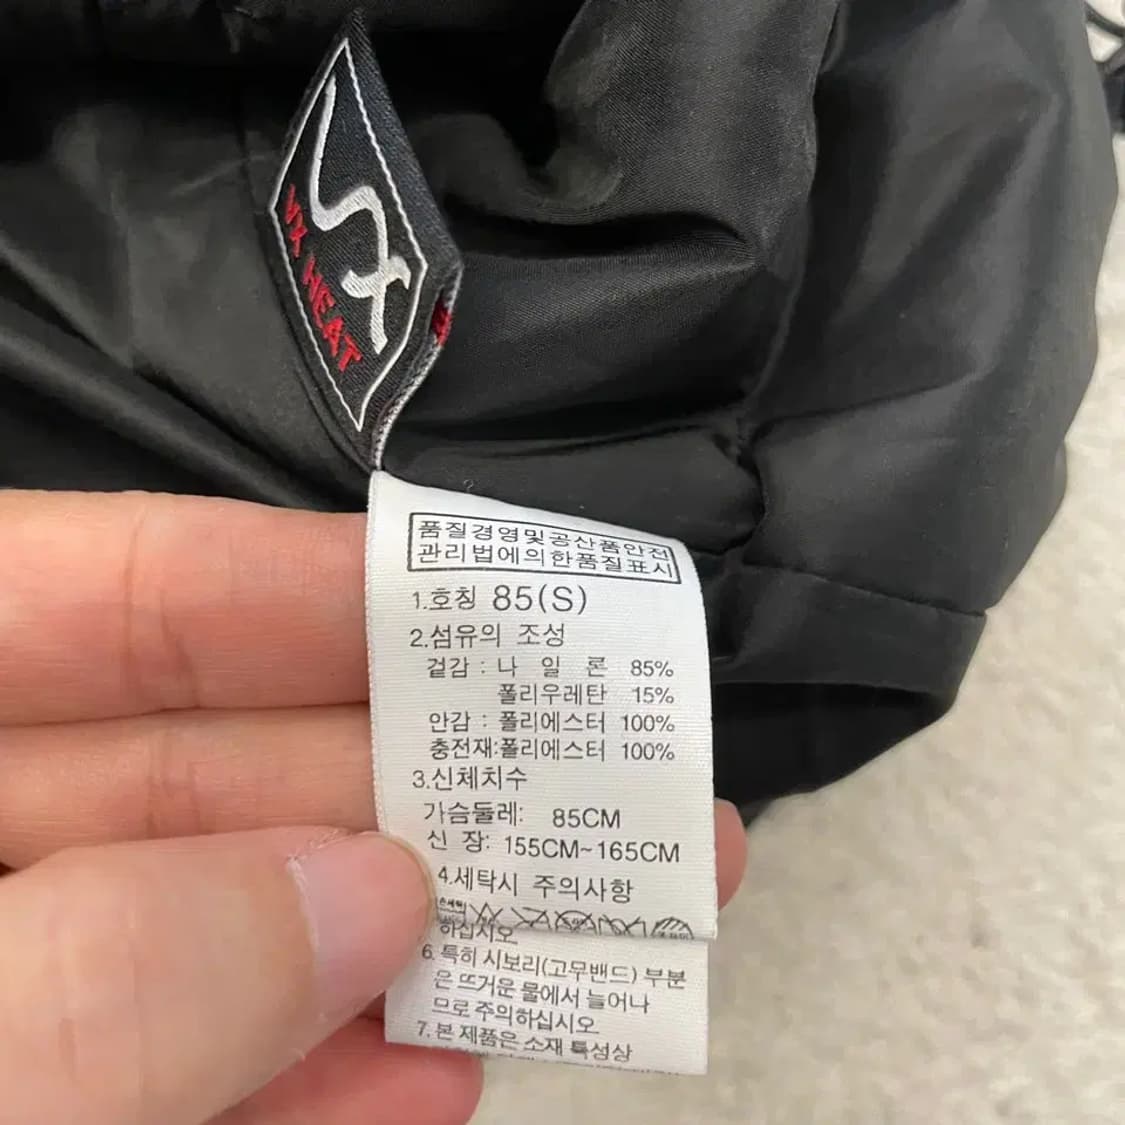 VX HEAT
품질경영및공산품안전
관리법에의한품질표시
1.호칭 85(S)
2.섬유의 조성
겉감 : 나 일 론 85%
폴리우레탄 15%
안감 : 폴리에스터 100%
충전재:폴리에스터 100%
3.신체치수
가슴둘레: 85CM
신 장: 155CM~165CM
4.세탁시 주의사항
손세탁
하십시오
6. 특히 시보리(고무밴드) 부분
은 뜨거운 물에서 늘어나
므로 주의하십시오
7. 본 제품은 소재 특성상